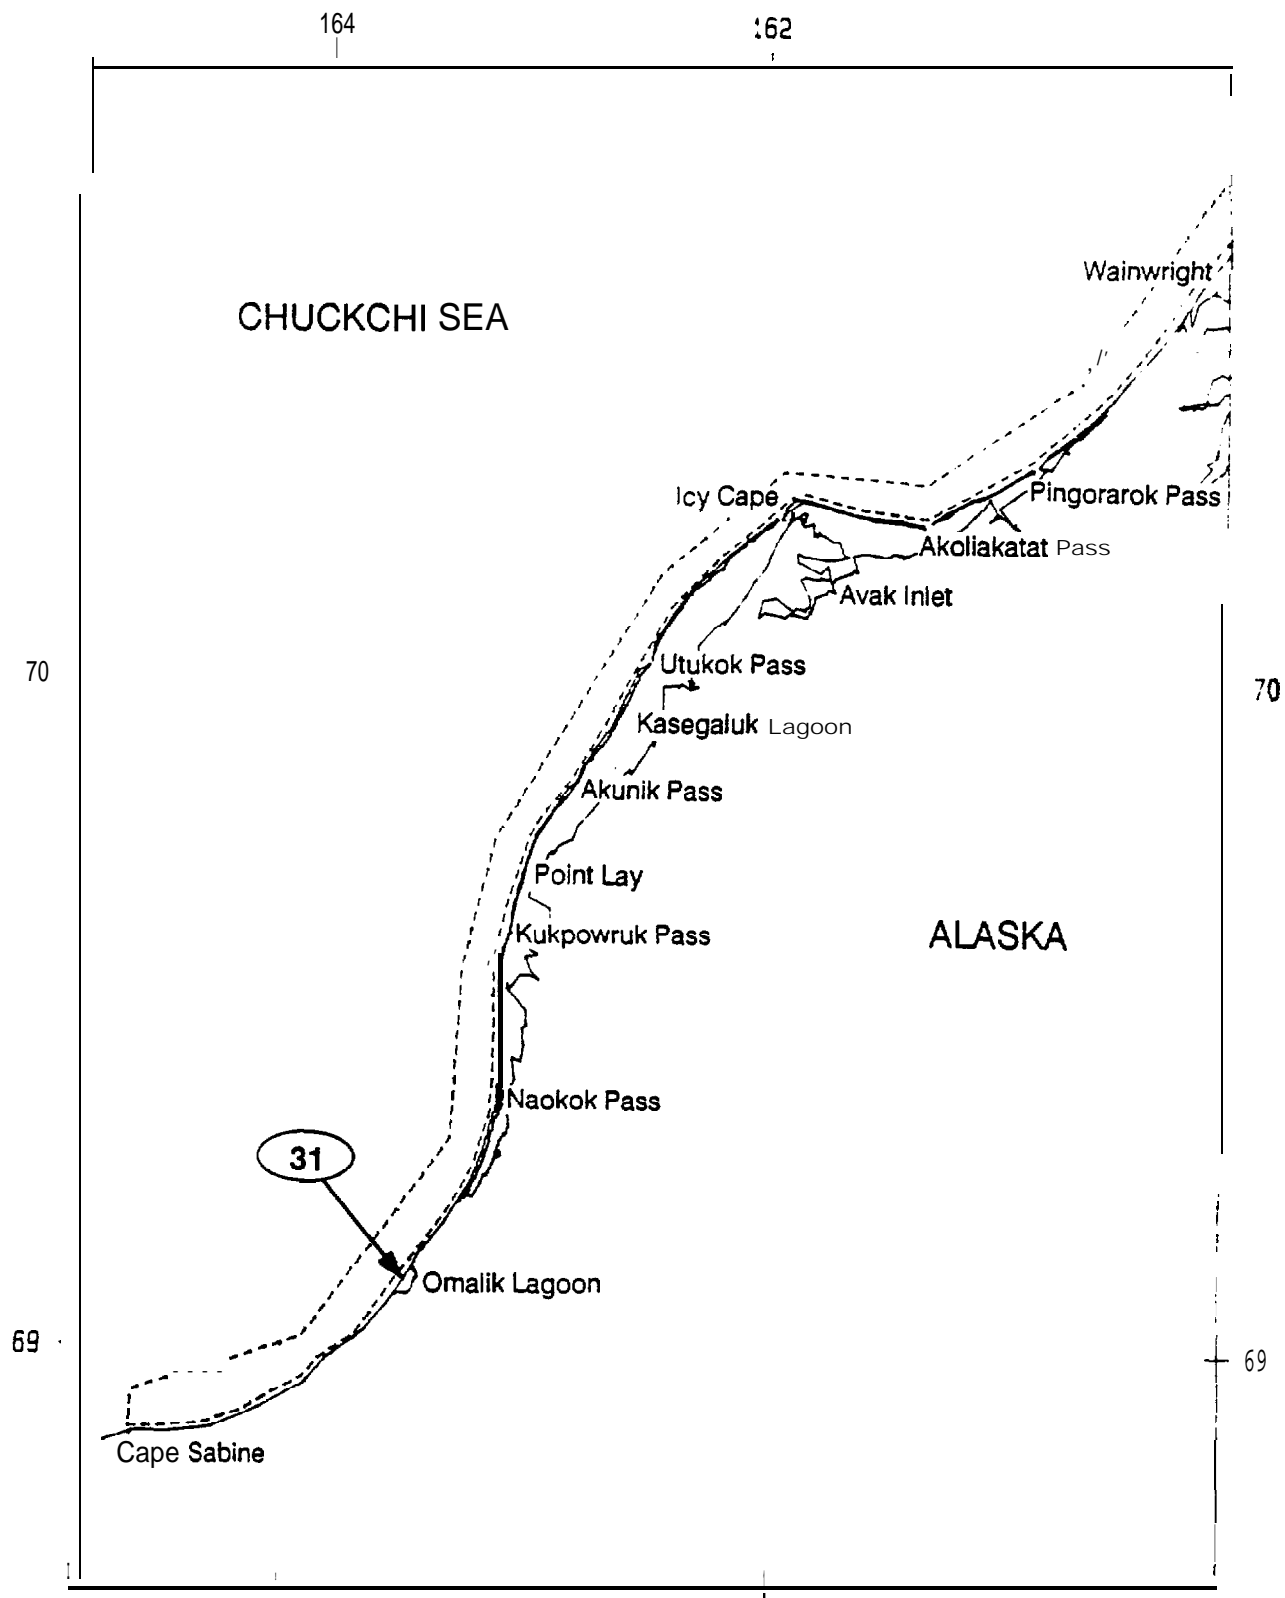 164
162
Wainwright
CHUCKCHI SEA
Icy Cape
Pingorarok Pass
Akoliakatat Pass
Avak Inlet
Utukok Pass
70
70
Kasegaluk Lagoon
Akunik Pass
Point Lay
Kukpowruk Pass
ALASKA
Naokok Pass
31
Omalik Lagoon
69
69
Cape Sabine